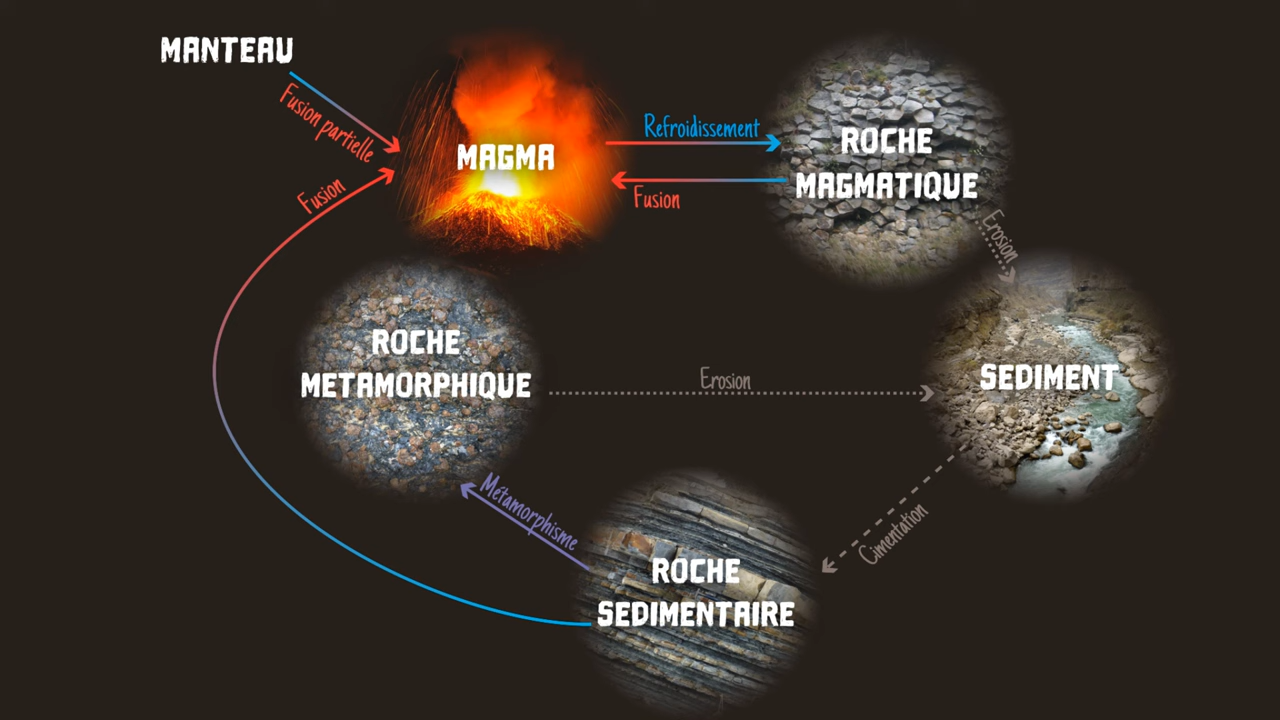 MANTEAU
Fusion partielle
Fusion
MAGMA
Refroidissement
Fusion
ROCHE
MAGMATIQUE
Erosion
ROCHE
METAMORPHIQUE
Erosion
SEDIMENT
Métamorphisme
Cimentation
ROCHE
SEDIMENTAIRE